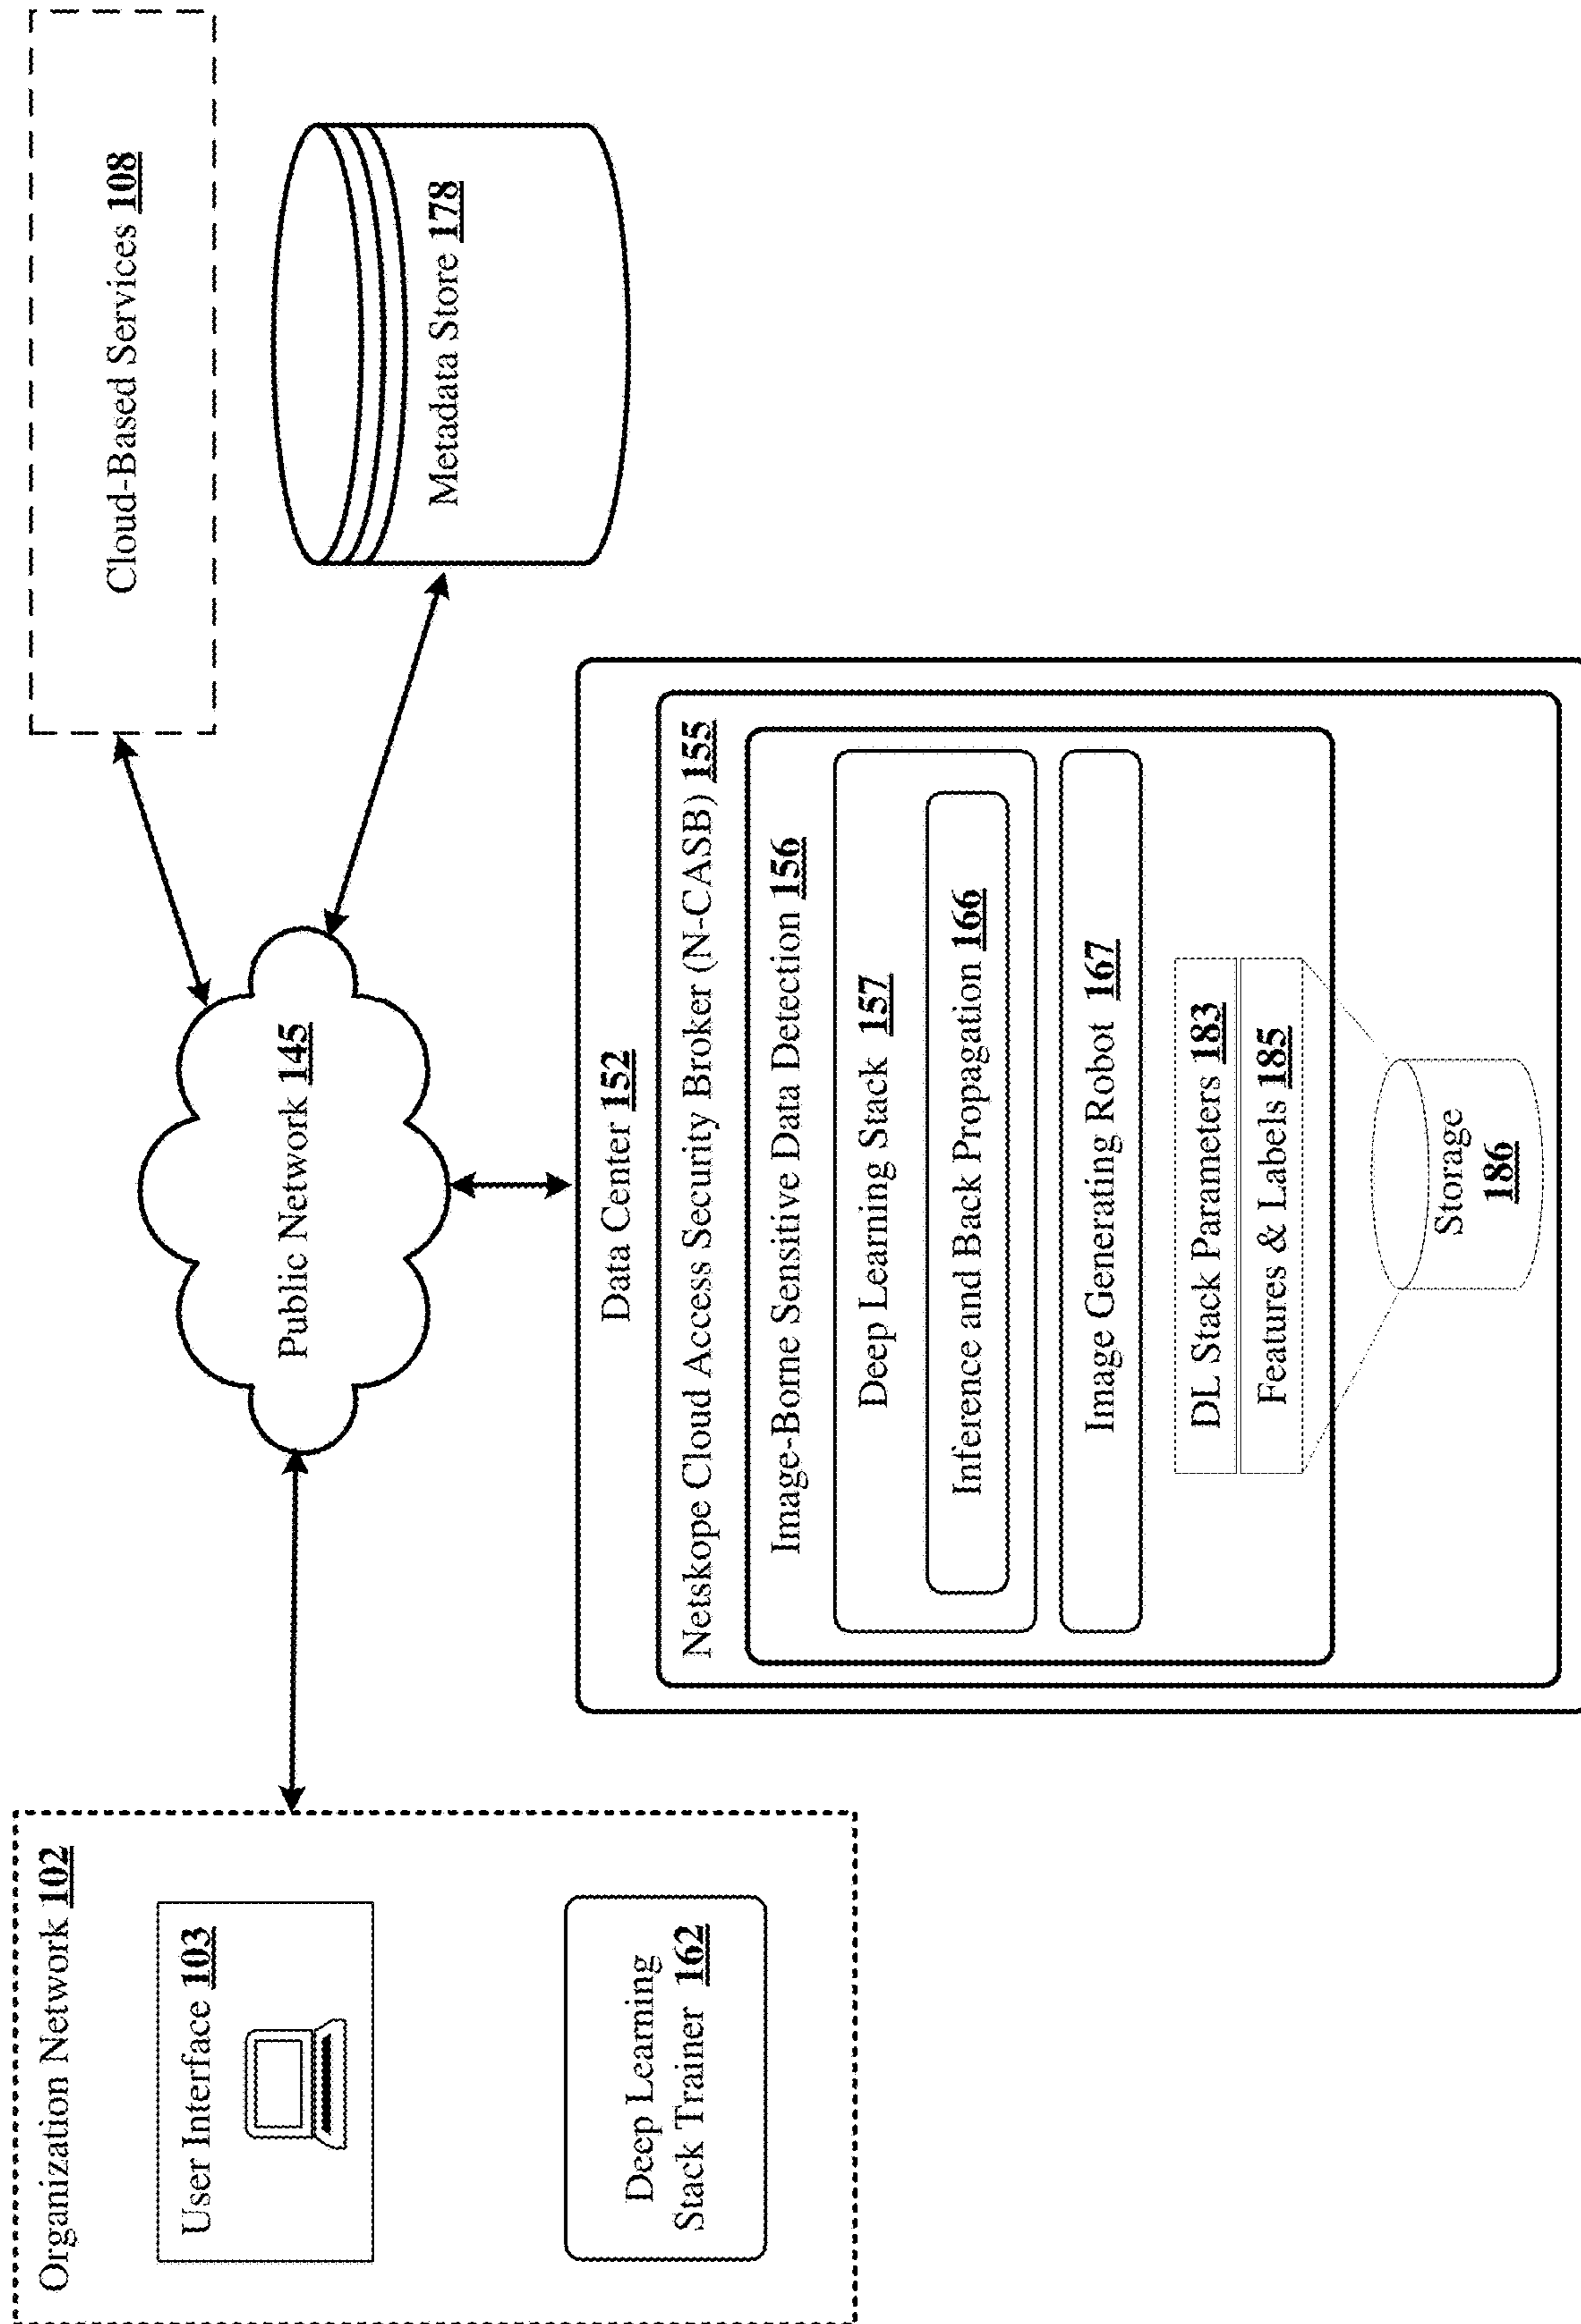 Organization Network 102
User Interface 103
Deep Learning
Stack Trainer 162
Public Network 145
Cloud-Based Services 108
Metadata Store 178
Data Center 152
Netskope Cloud Access Security Broker (N-CASB) 155
Image-Borne Sensitive Data Detection 156
Deep Learning Stack 157
Inference and Back Propagation 166
Image Generating Robot 167
DL Stack Parameters 183
Features & Labels 185
Storage
186